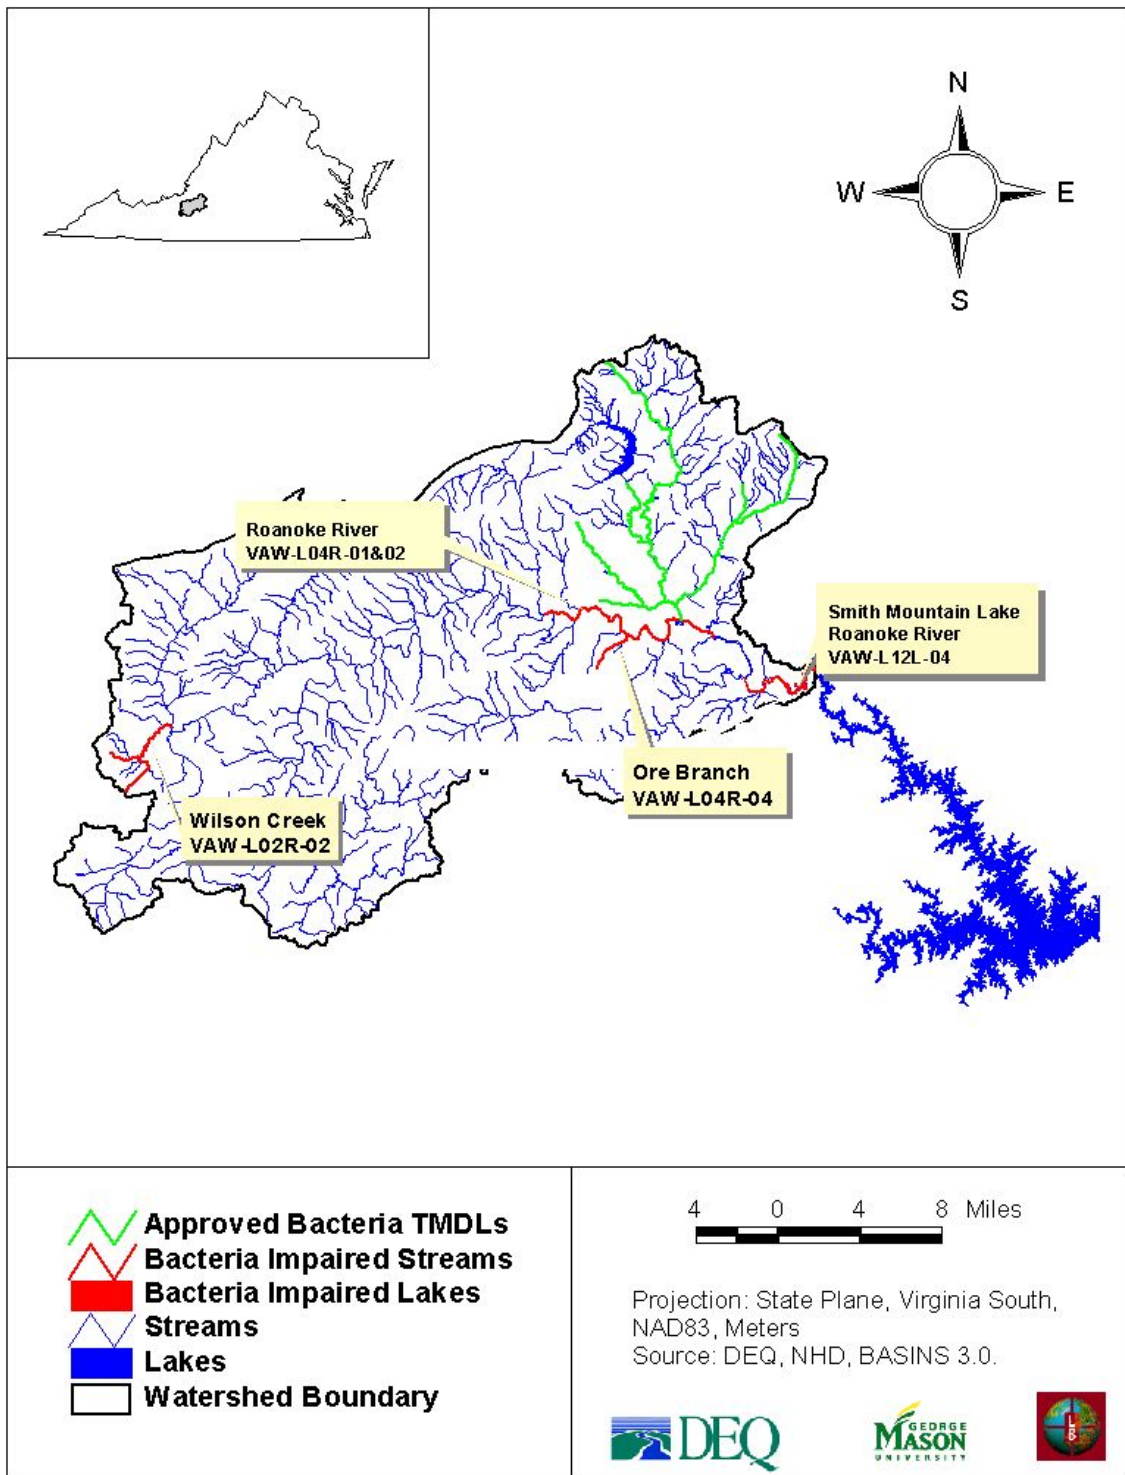 N
W E
S
Roanoke River
VAW-L04R-01&02
Smith Mountain Lake
Roanoke River
VAW-L12L-04
Ore Branch
VAW-L04R-04
Wilson Creek
VAW-L02R-02
Approved Bacteria TMDLs
Bacteria Impaired Streams
Bacteria Impaired Lakes
Streams
Lakes
Watershed Boundary
4 0 4 8 Miles
Projection: State Plane, Virginia South,
NAD83, Meters
Source: DEQ, NHD, BASINS 3.0.
DEQ
GEORGE
MASON
UNIVERSITY